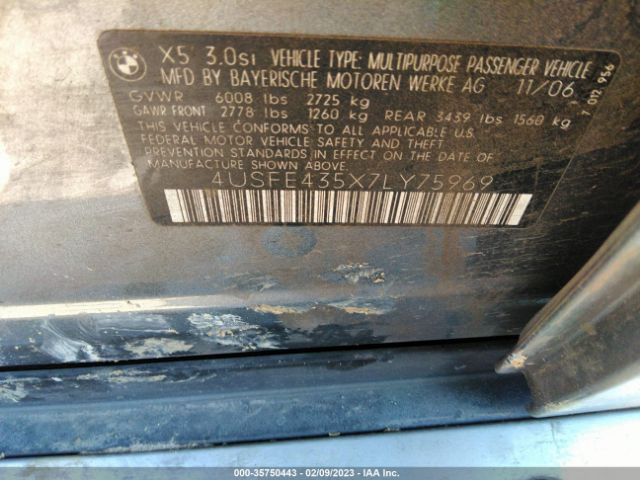 BMW
X5 3.0si VEHICLE TYPE: MULTIPURPOSE PASSENGER VEHICLE
MFD BY BAYERISCHE MOTOREN WERKE AG 11/06
GVWR 6008 lbs 2725 kg
GAWR FRONT 2778 lbs 1260 kg REAR 3439 lbs 1560 kg
THIS VEHICLE CONFORMS TO ALL APPLICABLE U.S.
FEDERAL MOTOR VEHICLE SAFETY AND THEFT
PREVENTION STANDARDS IN EFFECT ON THE DATE OF
MANUFACTURE SHOWN ABOVE.
4USFE435X7LY75969
7 012 956
000-35750443 - 02/09/2023 - IAA Inc.